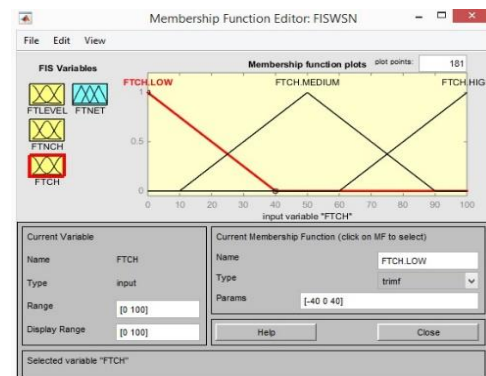 Membership Function Editor: FISWSN
File Edit View
FIS Variables
FTLEVEL FTNET
FTNCH
FTCH
Membership function plots plot points: 181
FTCH.LOW FTCH.MEDIUM FTCH.HIG
1
0.5
0
0 10 20 30 40 50 60 70 80 90 100
input variable "FTCH"
Current Variable
Name FTCH
Type input
Range [0 100]
Display Range [0 100]
Current Membership Function (click on MF to select)
Name FTCH.LOW
Type trimf
Params [-40 0 40]
Help Close
Selected variable "FTCH"